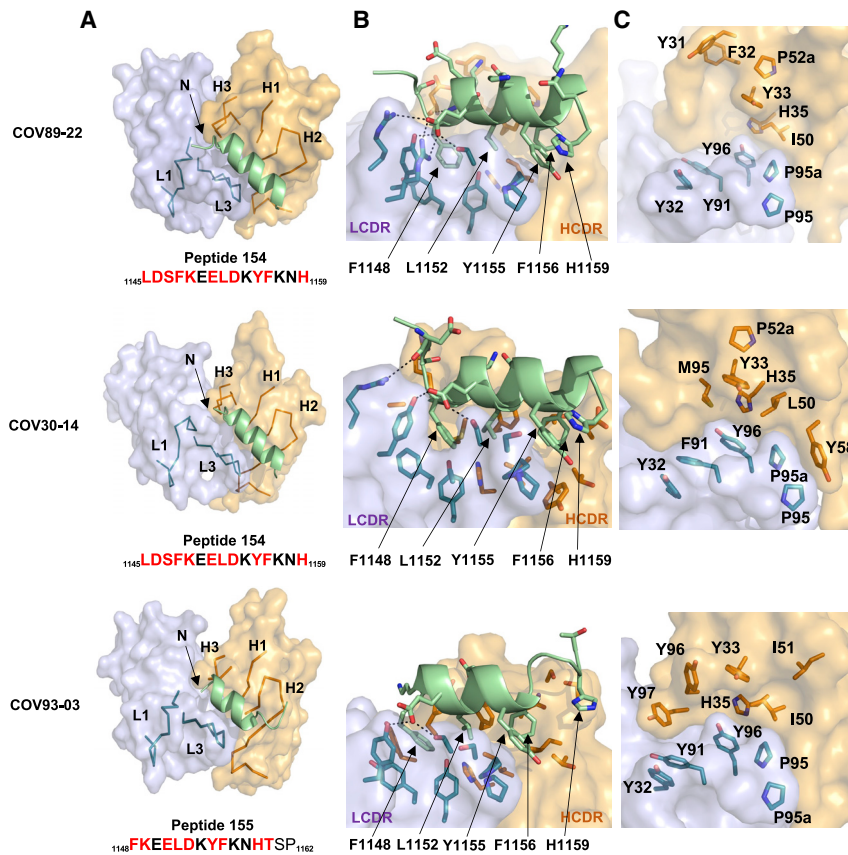 A
B
C
COV89-22
N
H3
H1
H2
L1
L3
Peptide 154
1145LDSFKEELDKYFKNH1159
LCDR
HCDR
F1148
L1152
Y1155
F1156
H1159
Y31
F32
P52a
Y33
H35
I50
Y96
P95a
Y32
Y91
P95
COV30-14
N
H3
H1
H2
L1
L3
Peptide 154
1145LDSFKEELDKYFKNH1159
LCDR
HCDR
F1148
L1152
Y1155
F1156
H1159
P52a
Y33
M95
H35
L50
Y96
F91
Y58
Y32
P95a
P95
COV93-03
N
H3
H1
H2
L1
L3
Peptide 155
1148FKEELDKYFKNHTSP1162
LCDR
HCDR
F1148
L1152
Y1155
F1156
H1159
Y96
Y33
I51
Y97
H35
I50
Y96
Y91
P95
Y32
P95a